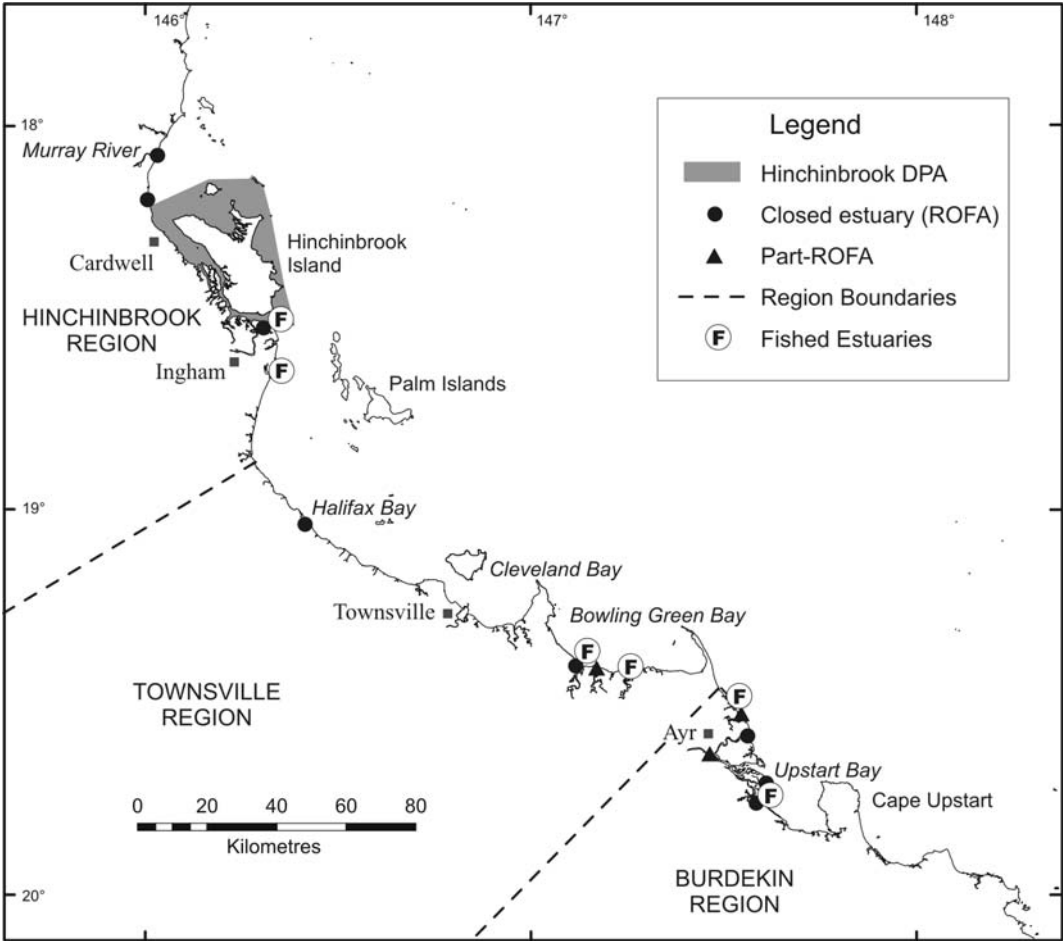 146°
147°
148°
18°
Murray River
Legend
Hinchinbrook DPA
Closed estuary (ROFA)
Part-ROFA
Region Boundaries
F
Fished Estuaries
Hinchinbrook
Island
Cardwell
HINCHINBROOK
REGION
F
Ingham
F
Palm Islands
19°
Halifax Bay
Cleveland Bay
Townsville
Bowling Green Bay
F
F
TOWNSVILLE
REGION
F
Ayr
Upstart Bay
F
Cape Upstart
0 20 40 60 80
Kilometres
BURDEKIN
REGION
20°